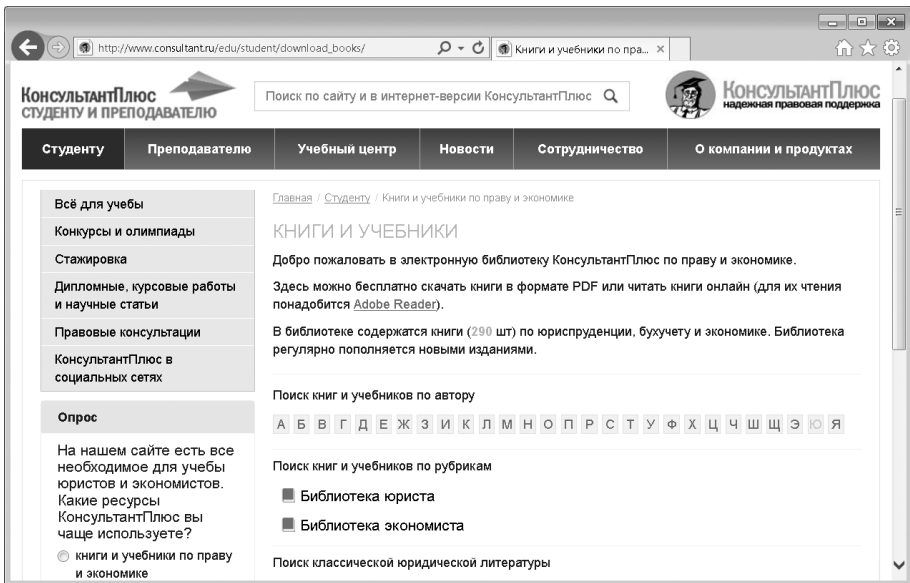 http://www.consultant.ru/edu/student/download_books/
Книги и учебники по пра...
КонсультантПлюс
студенту и преподавателю
Поиск по сайту и в интернет-версии КонсультантПлюс
КонсультантПлюс
надежная правовая поддержка
Студенту
Преподавателю
Учебный центр
Новости
Сотрудничество
О компании и продуктах
Всё для учебы
Конкурсы и олимпиады
Стажировка
Дипломные, курсовые работы
и научные статьи
Правовые консультации
КонсультантПлюс в
социальных сетях
Опрос
На нашем сайте есть все
необходимое для учебы
юристов и экономистов.
Какие ресурсы
КонсультантПлюс вы
чаще используете?
книги и учебники по праву
и экономике
Главная / Студенту / Книги и учебники по праву и экономике
КНИГИ И УЧЕБНИКИ
Добро пожаловать в электронную библиотеку КонсультантПлюс по праву и экономике.
Здесь можно бесплатно скачать книги в формате PDF или читать книги онлайн (для их чтения
понадобится Adobe Reader).
В библиотеке содержатся книги (290 шт) по юриспруденции, бухучету и экономике. Библиотека
регулярно пополняется новыми изданиями.
Поиск книг и учебников по автору
А Б В Г Д Е Ж З И К Л М Н О П Р С Т У Ф Х Ц Ч Ш Щ Э Ю Я
Поиск книг и учебников по рубрикам
Библиотека юриста
Библиотека экономиста
Поиск классической юридической литературы